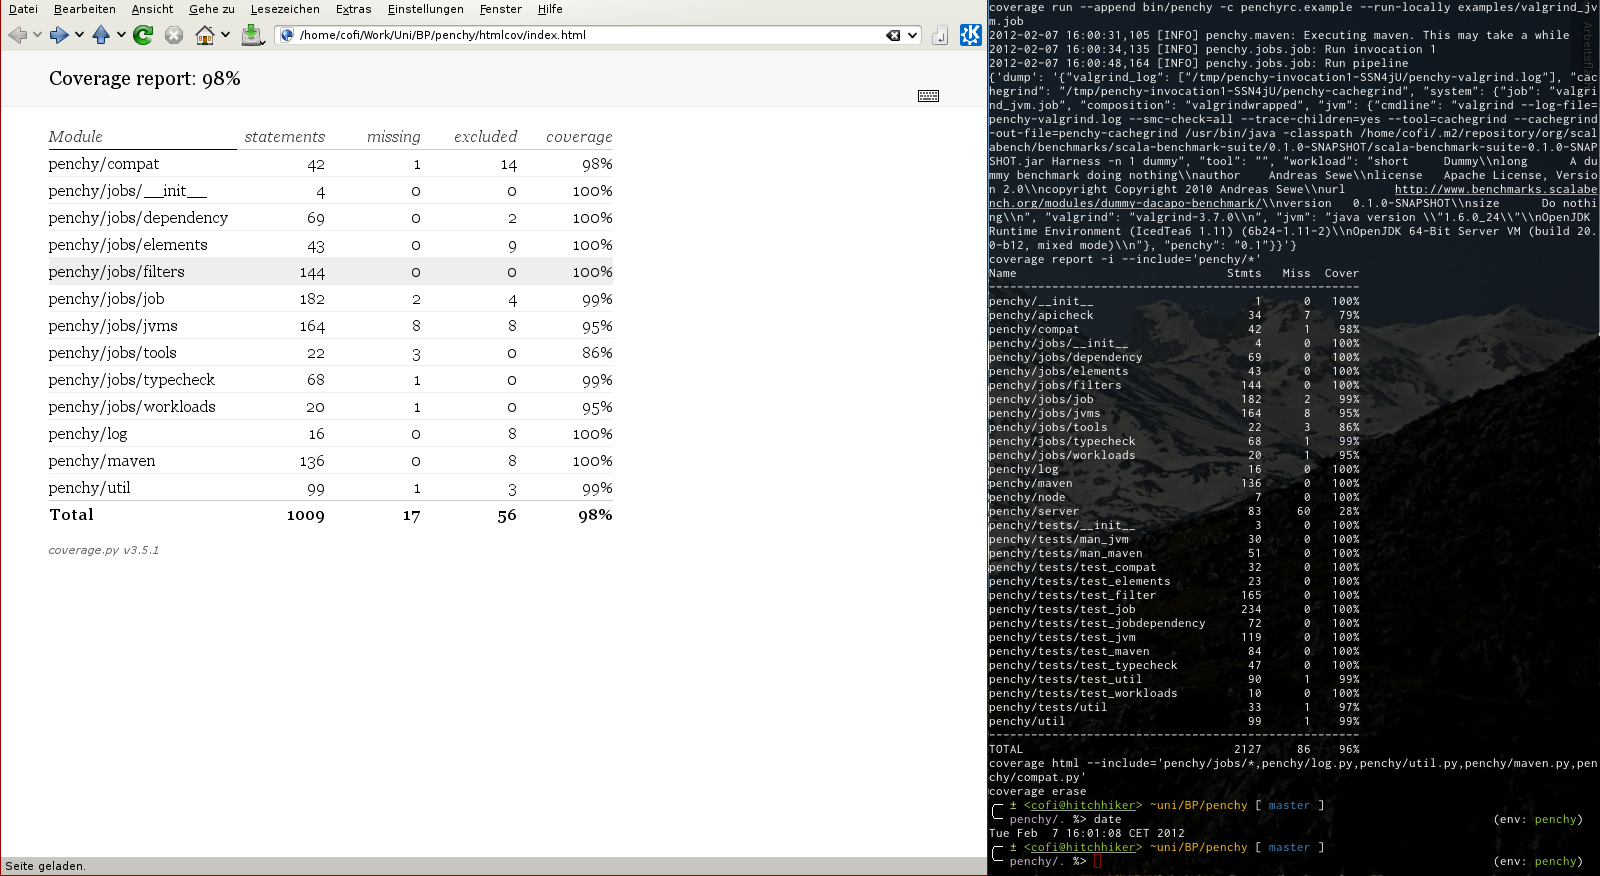 Datei Bearbeiten Ansicht Gehe zu Lesezeichen Extras Einstellungen Fenster Hilfe
/home/cofi/Work/Uni/BP/penchy/htmlcov/index.html
Coverage report: 98%
Module statements missing excluded coverage
penchy/compat 42 1 14 98%
penchy/jobs/__init__ 4 0 0 100%
penchy/jobs/dependency 69 0 2 100%
penchy/jobs/elements 43 0 9 100%
penchy/jobs/filters 144 0 0 100%
penchy/jobs/job 182 2 4 99%
penchy/jobs/jvms 164 8 8 95%
penchy/jobs/tools 22 3 0 86%
penchy/jobs/typecheck 68 1 0 99%
penchy/jobs/workloads 20 1 0 95%
penchy/log 16 0 8 100%
penchy/maven 136 0 8 100%
penchy/util 99 1 3 99%
Total 1009 17 56 98%
coverage.py v3.5.1
Seite geladen.
coverage run --append bin/penchy -c penchyrc.example --run-locally examples/valgrind_jv
m.job
2012-02-07 16:00:31,105 [INFO] penchy.maven: Executing maven. This may take a while
2012-02-07 16:00:34,135 [INFO] penchy.jobs.job: Run invocation 1
2012-02-07 16:00:48,164 [INFO] penchy.jobs.job: Run pipeline
{'dump': '{"valgrind_log": ["/tmp/penchy-invocation1-SSN4jU/penchy-valgrind.log"], "cac
hegrind": "/tmp/penchy-invocation1-SSN4jU/penchy-cachegrind", "system": {"job": "valgri
nd_jvm.job", "composition": "valgrindwrapped", "jvm": {"cmdline": "valgrind --log-file=
penchy-valgrind.log --smc-check=all --trace-children=yes --tool=cachegrind --cachegrind
-out-file=penchy-cachegrind /usr/bin/java -classpath /home/cofi/.m2/repository/org/scal
abench/benchmarks/scala-benchmark-suite/0.1.0-SNAPSHOT/scala-benchmark-suite-0.1.0-SNAP
SHOT.jar Harness -n 1 dummy", "tool": "", "workload": "short Dummy\\nlong A du
mmy benchmark doing nothing\\nauthor Andreas Sewe\\nlicense Apache License, Versio
n 2.0\\ncopyright Copyright 2010 Andreas Sewe\\nurl http://www.benchmarks.scalabe
nch.org/modules/dummy-dacapo-benchmark/\\nversion 0.1.0-SNAPSHOT\\nsize Do nothi
ng\\n", "valgrind": "valgrind-3.7.0\\n", "jvm": "java version \\"1.6.0_24\\"\\nOpenJDK
Runtime Environment (IcedTea6 1.11) (6b24-1.11-2)\\nOpenJDK 64-Bit Server VM (build 20.
0-b12, mixed mode)\\n"}, "penchy": "0.1"}}'}
coverage report -i --include='penchy/*'
Name Stmts Miss Cover
-----------------------------------------------------
penchy/__init__ 1 0 100%
penchy/apicheck 34 7 79%
penchy/compat 42 1 98%
penchy/jobs/__init__ 4 0 100%
penchy/jobs/dependency 69 0 100%
penchy/jobs/elements 43 0 100%
penchy/jobs/filters 144 0 100%
penchy/jobs/job 182 2 99%
penchy/jobs/jvms 164 8 95%
penchy/jobs/tools 22 3 86%
penchy/jobs/typecheck 68 1 99%
penchy/jobs/workloads 20 1 95%
penchy/log 16 0 100%
penchy/maven 136 0 100%
penchy/node 7 0 100%
penchy/server 83 60 28%
penchy/tests/__init__ 3 0 100%
penchy/tests/man_jvm 30 0 100%
penchy/tests/man_maven 51 0 100%
penchy/tests/test_compat 32 0 100%
penchy/tests/test_elements 23 0 100%
penchy/tests/test_filter 165 0 100%
penchy/tests/test_job 234 0 100%
penchy/tests/test_jobdependency 72 0 100%
penchy/tests/test_jvm 119 0 100%
penchy/tests/test_maven 84 0 100%
penchy/tests/test_typecheck 47 0 100%
penchy/tests/test_util 90 1 99%
penchy/tests/test_workloads 10 0 100%
penchy/tests/util 33 1 97%
penchy/util 99 1 99%
-----------------------------------------------------
TOTAL 2127 86 96%
coverage html --include='penchy/jobs/*,penchy/log.py,penchy/util.py,penchy/maven.py,pen
chy/compat.py'
coverage erase
± <cofi@hitchhiker> ~uni/BP/penchy [ master ]
penchy/. %> date (env: penchy)
Tue Feb 7 16:01:08 CET 2012
± <cofi@hitchhiker> ~uni/BP/penchy [ master ]
penchy/. %> (env: penchy)